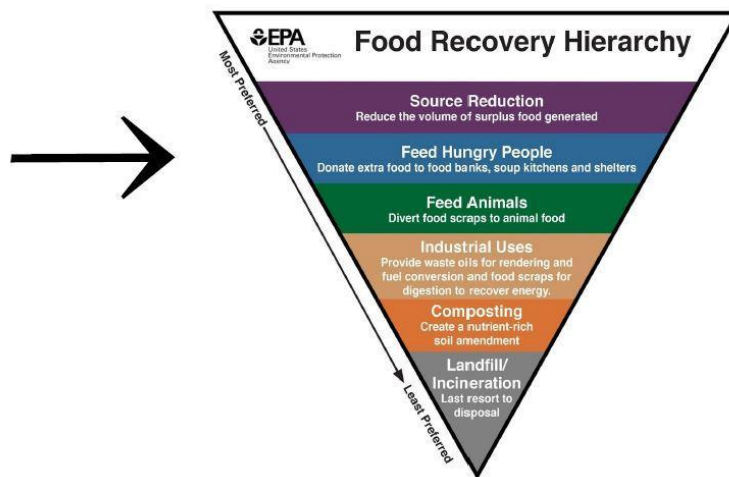 EPA
United States
Environmental Protection
Agency
Food Recovery Hierarchy
Most Preferred
Source Reduction
Reduce the volume of surplus food generated
Feed Hungry People
Donate extra food to food banks, soup kitchens and shelters
Feed Animals
Divert food scraps to animal food
Industrial Uses
Provide waste oils for rendering and
fuel conversion and food scraps for
digestion to recover energy.
Composting
Create a nutrient-rich
soil amendment
Landfill/
Incineration
Last resort to
disposal
Least Preferred